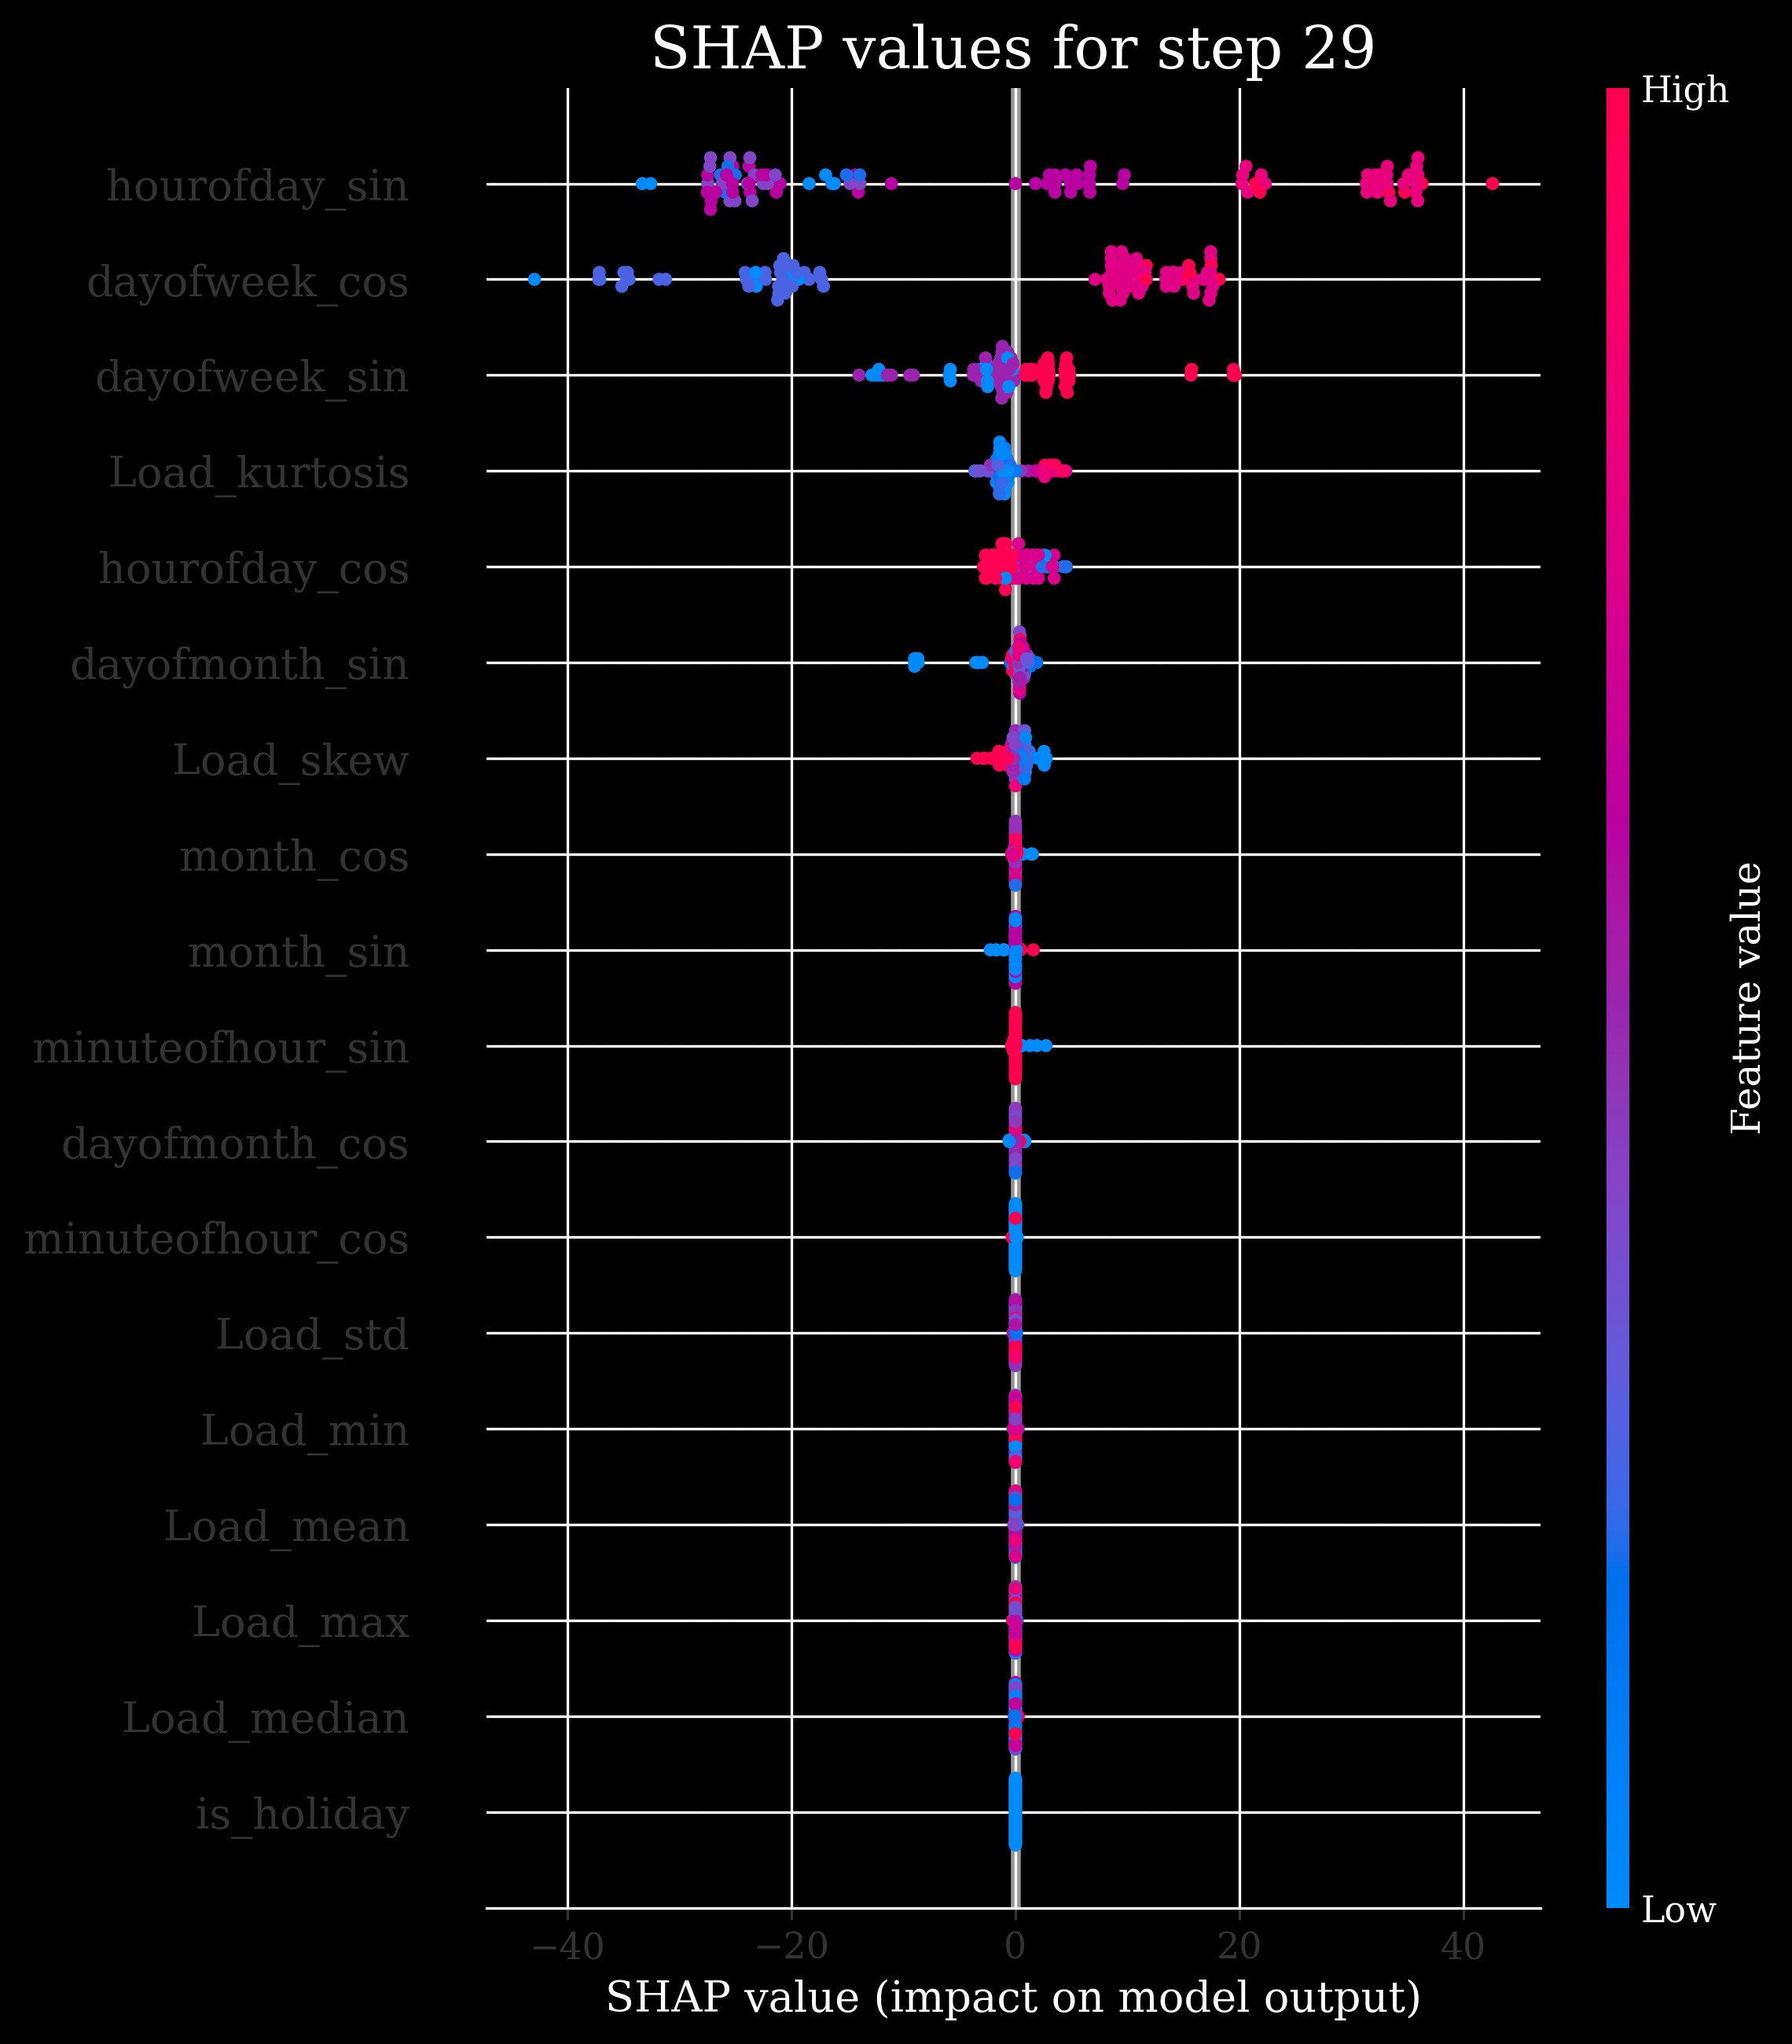 SHAP values for step 29
High
hourofday_sin
dayofweek_cos
dayofweek_sin
Load_kurtosis
hourofday_cos
dayofmonth_sin
Load_skew
month_cos
month_sin
minuteofhour_sin
dayofmonth_cos
minuteofhour_cos
Load_std
Load_min
Load_mean
Load_max
Load_median
is_holiday
Feature value
Low
−40 −20 0 20 40
SHAP value (impact on model output)